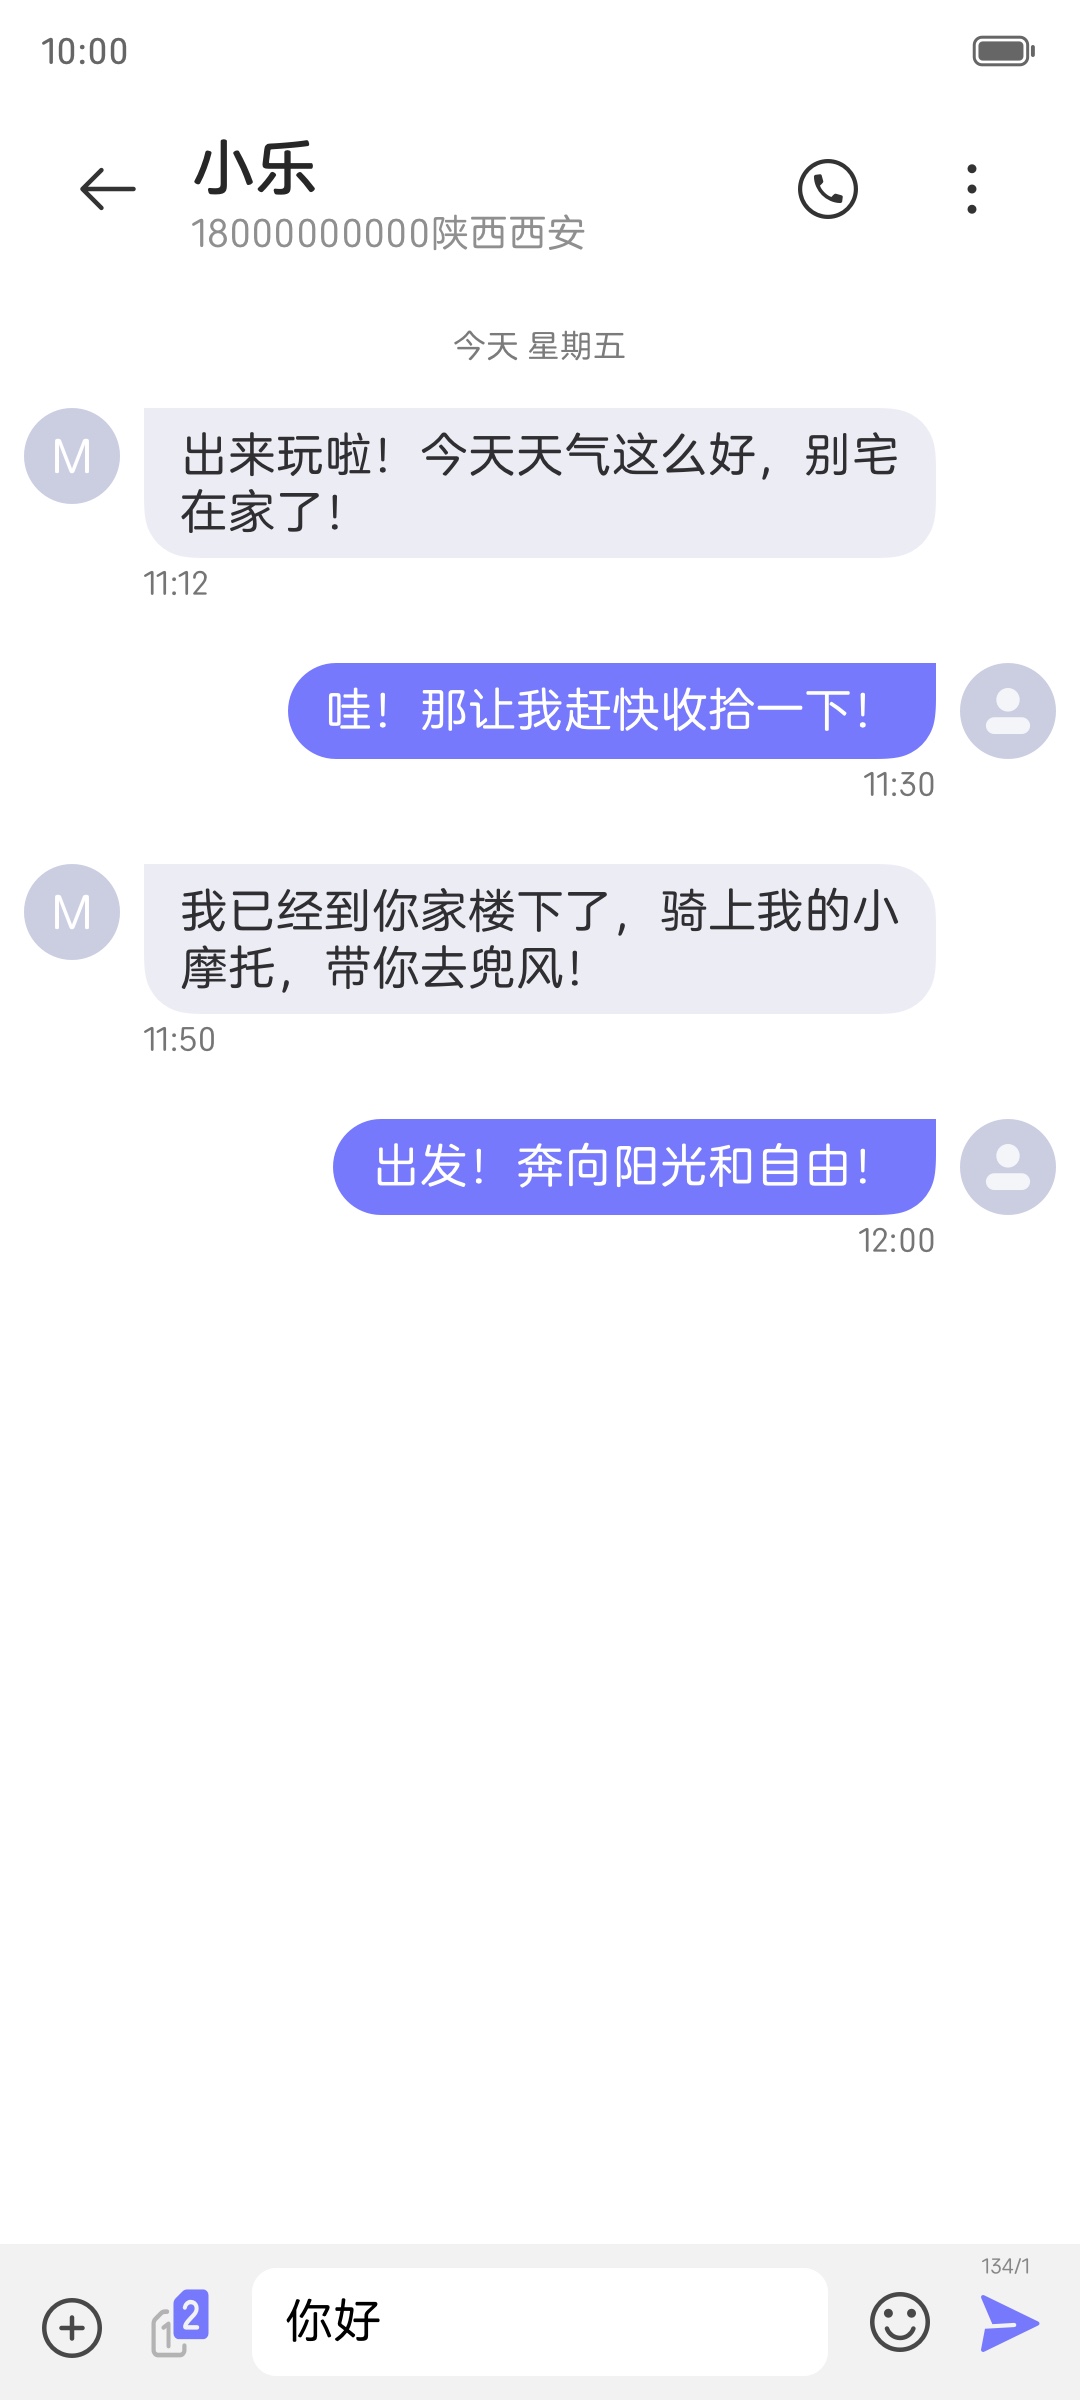 10:00
小乐
18000000000陕西西安
今天 星期五
M
出来玩啦！今天天气这么好，别宅
在家了！
11:12
哇！那让我赶快收拾一下！
11:30
M
我已经到你家楼下了，骑上我的小
摩托，带你去兜风！
11:50
出发！奔向阳光和自由！
12:00
134/1
1
2
你好